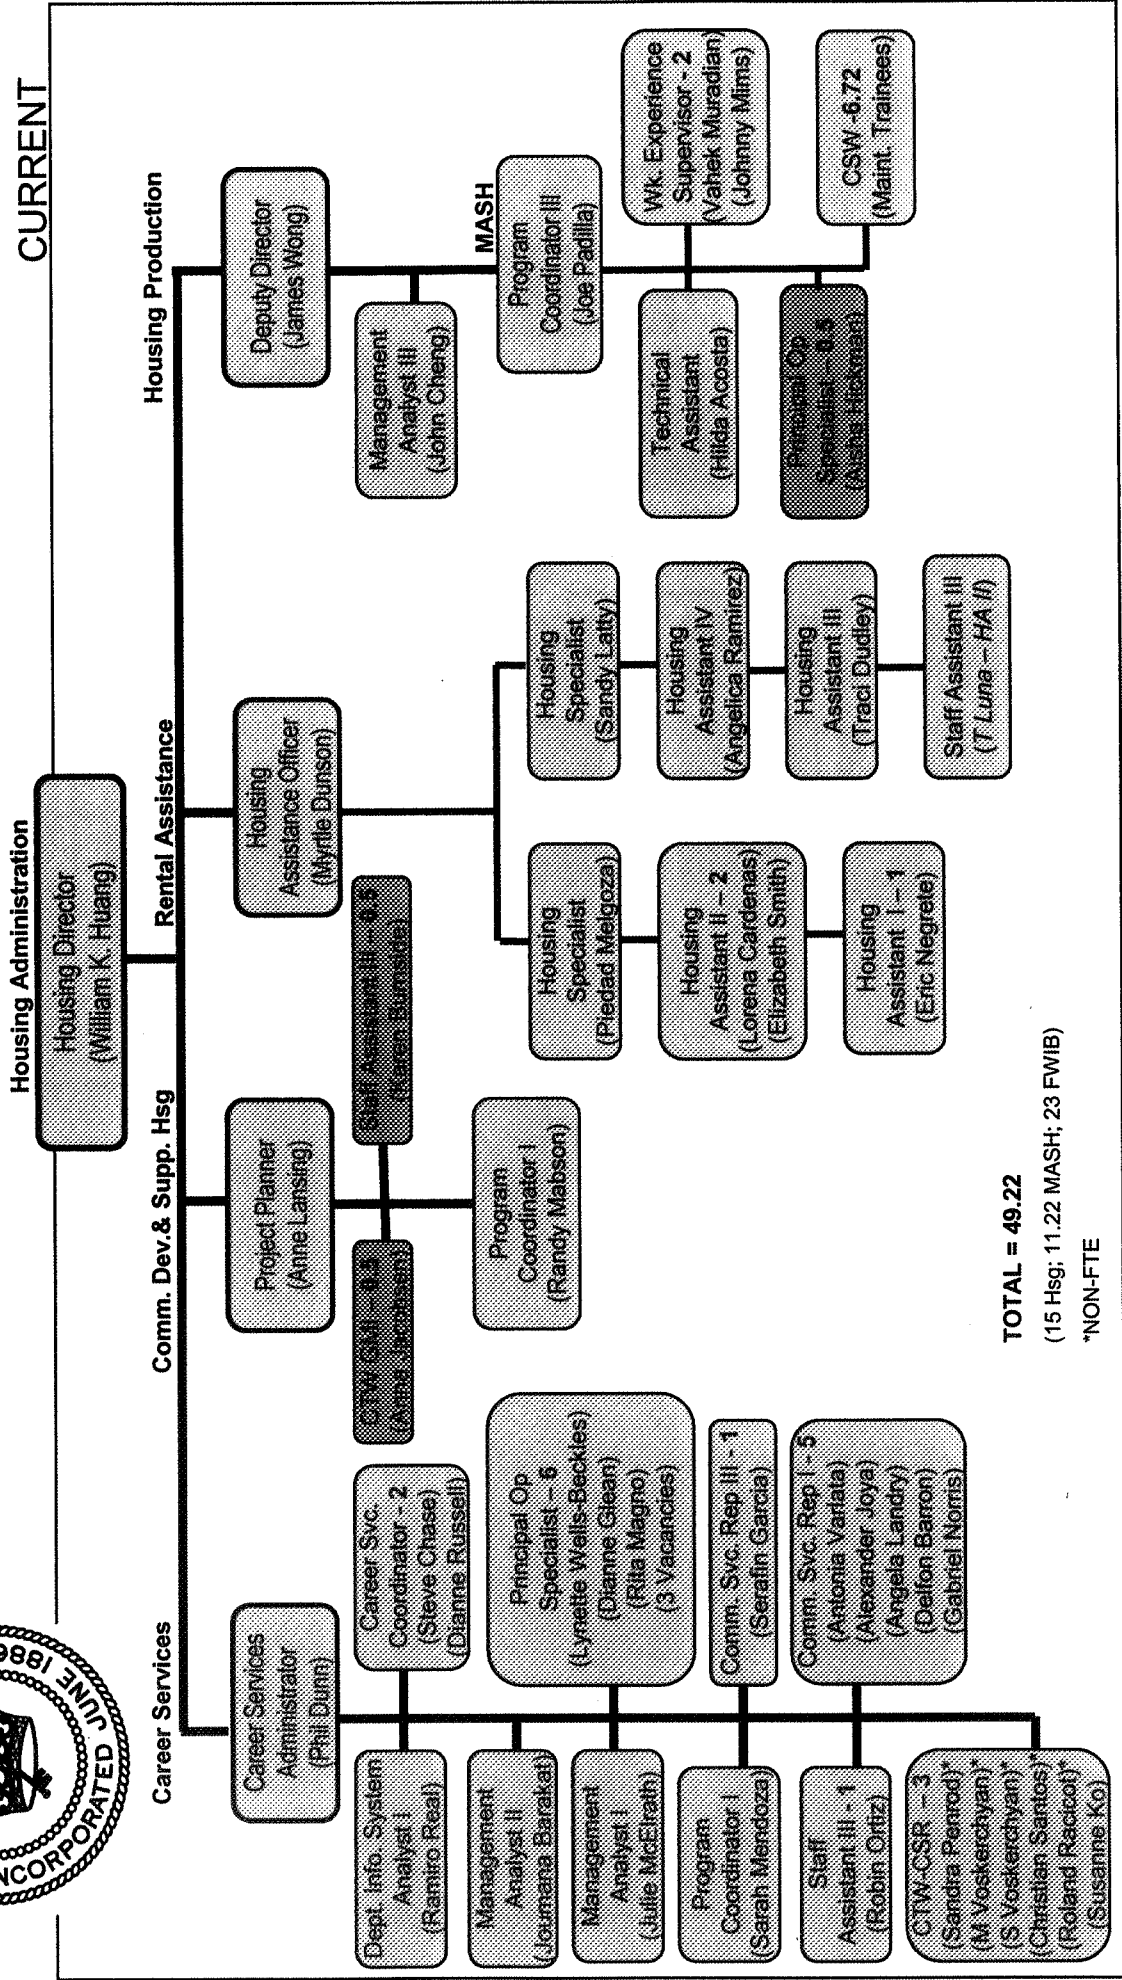 CURRENT
INCORPORATED JUNE 1886
Housing Administration
Housing Director
(William K. Huang)
Career Services
Career Services
Administrator
(Phil Dunn)
Dept. Info. System
Analyst I
(Ramiro Real)
Career Svc.
Coordinator - 2
(Steve Chase)
(Dianne Russell)
Management
Analyst II
(Joumana Barakat)
Management
Analyst I
(Julie McElrath)
Principal Op
Specialist – 6
(Lynette Wells-Beckles)
(Dianne Glean)
(Rita Magno)
(3 Vacancies)
Program
Coordinator I
(Sarah Mendoza)
Comm. Svc. Rep III - 1
(Serafin Garcia)
Staff
Assistant III - 1
(Robin Ortiz)
Comm. Svc. Rep I - 5
(Antonia Varlata)
(Alexander Joya)
(Angela Landry)
(Delfon Barron)
(Gabriel Norris)
CTW-CSR – 3
(Sandra Penrod)*
(M Voskerchyan)*
(S Voskerchyan)*
(Christian Santos)*
(Roland Racicot)*
(Susanne Ko)
Comm. Dev.& Supp. Hsg
Project Planner
(Anne Lansing)
CTW GMI – 0.5
(Anna Jacobsen)
Staff Assistant III – 0.5
(Karen Burnside)
Program
Coordinator I
(Randy Mabson)
Rental Assistance
Housing
Assistance Officer
(Myrtle Dunson)
Housing
Specialist
(Piedad Melgoza)
Housing
Assistant II – 2
(Lorena Cardenas)
(Elizabeth Smith)
Housing
Assistant I – 1
(Eric Negrete)
Housing
Specialist
(Sandy Latty)
Housing
Assistant IV
(Angelica Ramirez)
Housing
Assistant III
(Traci Dudley)
Staff Assistant III
(T Luna – HA II)
Housing Production
Deputy Director
(James Wong)
Management
Analyst III
(John Cheng)
MASH
Program
Coordinator III
(Joe Padilla)
Technical
Assistant
(Hilda Acosta)
Wk. Experience
Supervisor - 2
(Vahek Muradian)
(Johnny Mims)
Principal Op
Specialist – 0.5
(Aisha Hickman)
CSW -6.72
(Maint. Trainees)
TOTAL = 49.22
(15 Hsg; 11.22 MASH; 23 FWIB)
*NON-FTE